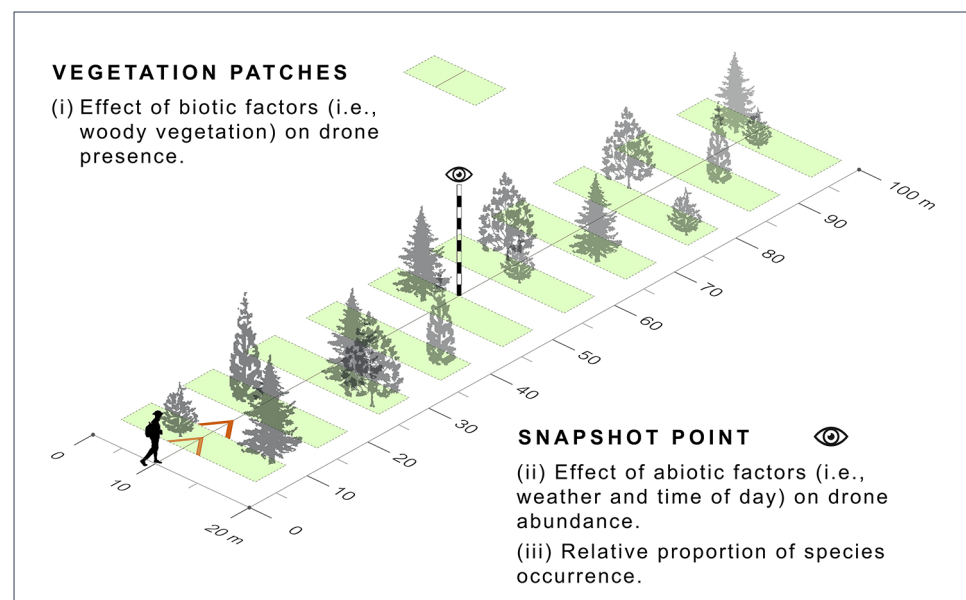 VEGETATION PATCHES
(i) Effect of biotic factors (i.e.,
woody vegetation) on drone
presence.
100 m
90
80
70
60
50
40
30
20
10
0
0
10
20 m
SNAPSHOT POINT
(ii) Effect of abiotic factors (i.e.,
weather and time of day) on drone
abundance.
(iii) Relative proportion of species
occurrence.